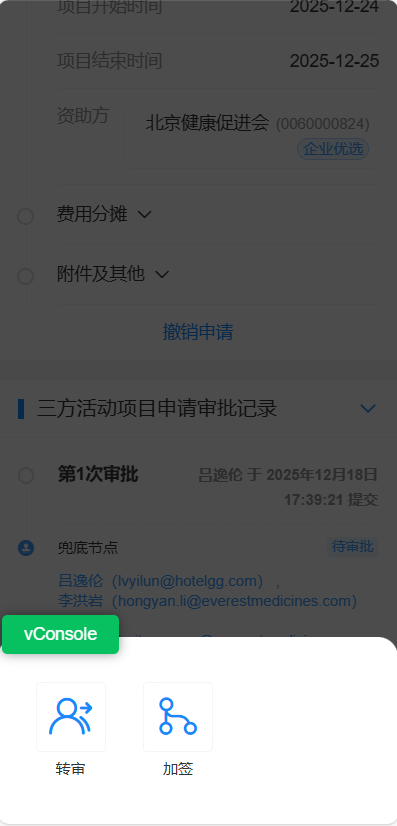 项目开始时间 2025-12-24
项目结束时间 2025-12-25
资助方 北京健康促进会 (0060000824)
企业优选
费用分摊
附件及其他
撤销申请
三方活动项目申请审批记录
第1次审批 吕逸伦 于 2025年12月18日
17:39:21 提交
兜底节点 待审批
吕逸伦（lvyilun@hotelgg.com），
李洪岩（hongyan.li@everestmedicines.com）
vConsole
转审 加签